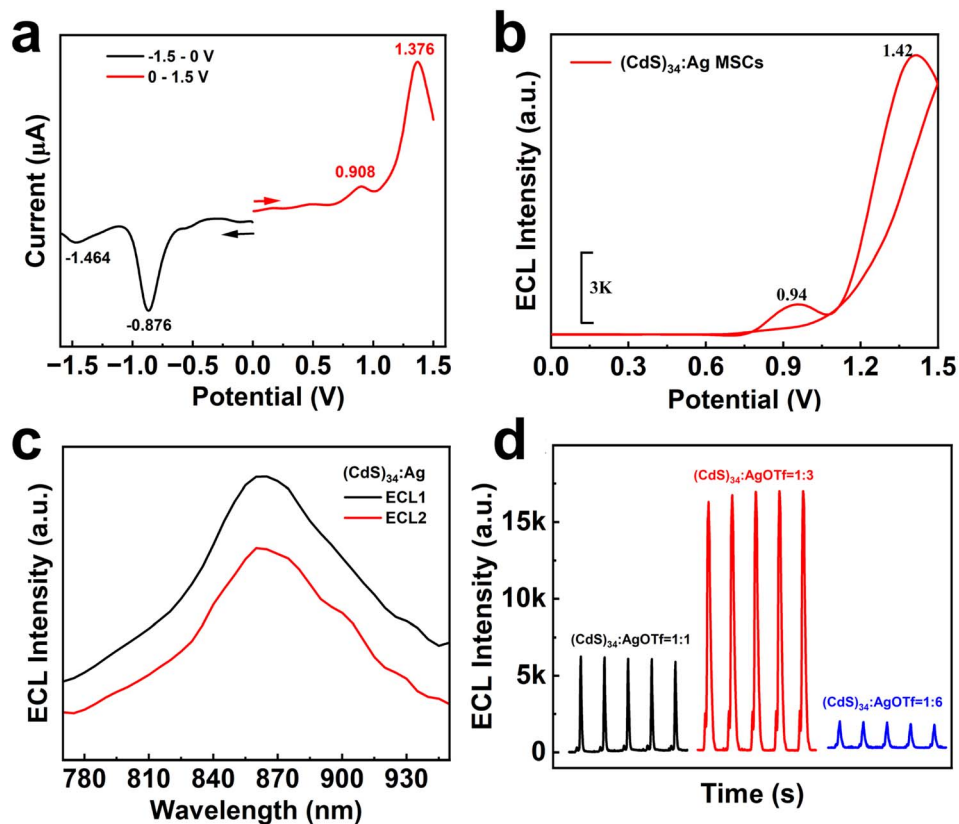 a
-1.5 - 0 V
0 - 1.5 V
1.376
0.908
-1.464
-0.876
Current (μA)
−1.5 −1.0 −0.5 0.0 0.5 1.0 1.5
Potential (V)
b
(CdS)34:Ag MSCs
1.42
0.94
3K
ECL Intensity (a.u.)
0.0 0.3 0.6 0.9 1.2 1.5
Potential (V)
c
(CdS)34:Ag
ECL1
ECL2
ECL Intensity (a.u.)
780 810 840 870 900 930
Wavelength (nm)
d
(CdS)34:AgOTf=1:3
(CdS)34:AgOTf=1:1
(CdS)34:AgOTf=1:6
15k
10k
5k
0
ECL Intensity (a.u.)
Time (s)